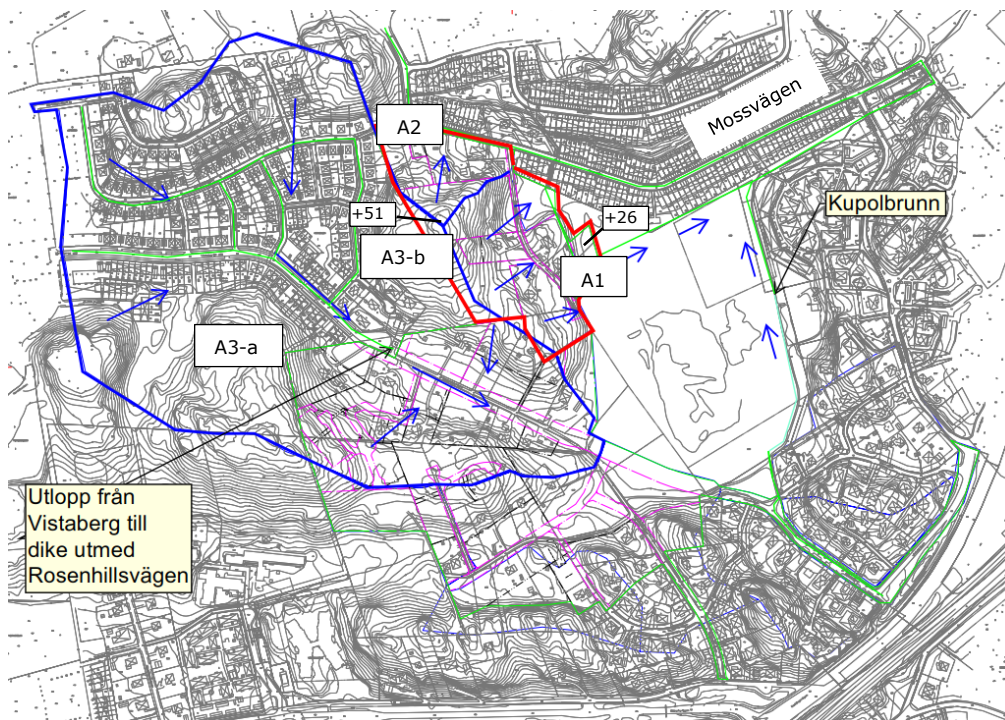 Mossvägen
A2
Kupolbrunn
+51
+26
A3-b
A1
A3-a
Utlopp från
Vistaberg till
dike utmed
Rosenhillsvägen